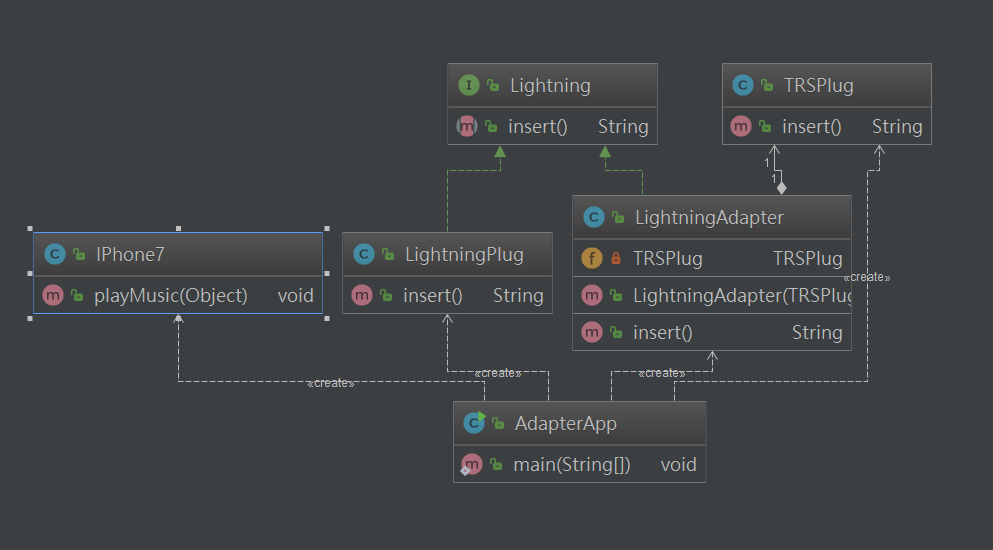 I Lightning
m insert() String
C TRSPlug
m insert() String
1
1
C LightningAdapter
f TRSPlug TRSPlug
m LightningAdapter(TRSPlug
m insert() String
«create»
C IPhone7
m playMusic(Object) void
C LightningPlug
m insert() String
«create»
«create»
«create»
C AdapterApp
m main(String[]) void